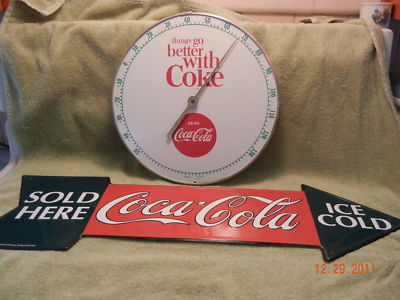 things go
better
with
Coke
DRINK
Coca-Cola
SOLD
HERE
Coca-Cola
ICE
COLD
12.29.2011